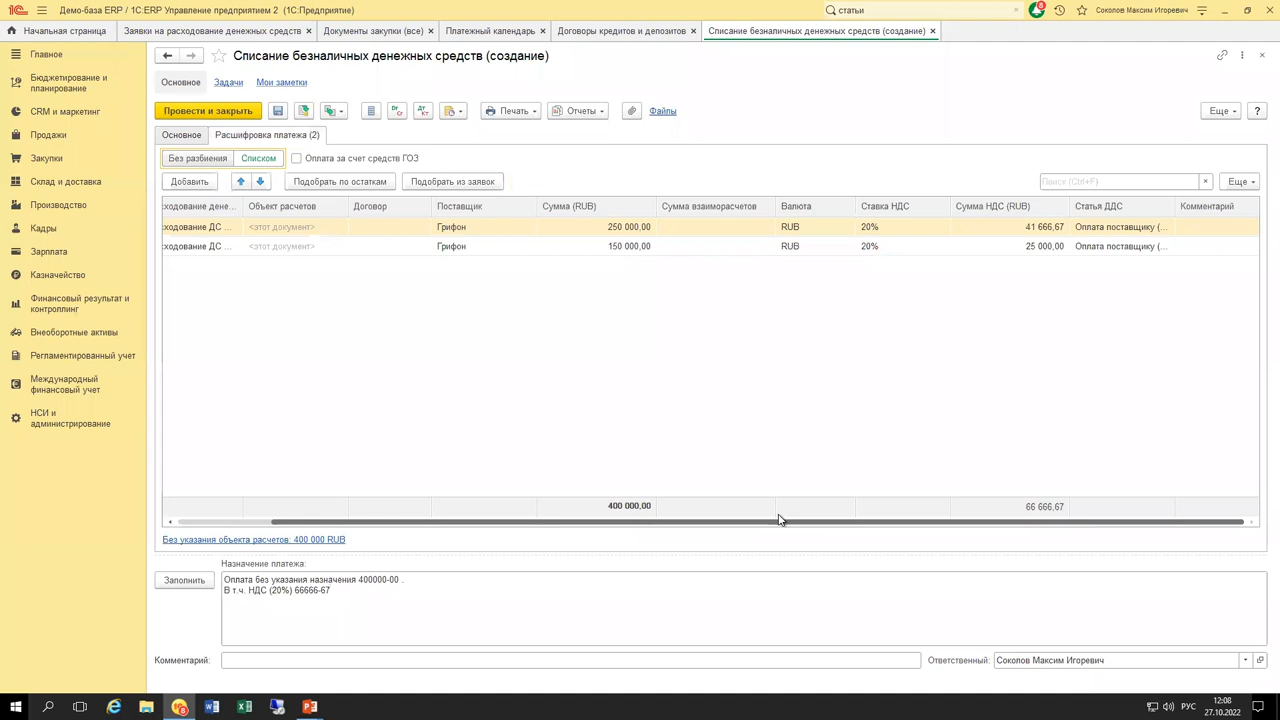 Демо-база ERP / 1С:ERP Управление предприятием 2 (1С:Предприятие)
статьи
×
8
Соколов Максим Игоревич
Начальная страница
Заявки на расходование денежных средств ×
Документы закупки (все) ×
Платежный календарь ×
Договоры кредитов и депозитов ×
Списание безналичных денежных средств (создание) ×
Главное
Бюджетирование и
планирование
CRM и маркетинг
Продажи
Закупки
Склад и доставка
Производство
Кадры
Зарплата
Казначейство
Финансовый результат и
контроллинг
Внеоборотные активы
Регламентированный учет
Международный
финансовый учет
НСИ и
администрирование
Списание безналичных денежных средств (создание)
Основное Задачи Мои заметки
Провести и закрыть
Дт Кт
Печать
Отчеты
Файлы
Еще
?
Основное Расшифровка платежа (2)
Без разбиения Списком Оплата за счет средств ГОЗ
Добавить Подобрать по остаткам Подобрать из заявок Поиск (Ctrl+F) × Еще
сходование дене... Объект расчетов Договор Поставщик Сумма (RUB) Сумма взаиморасчетов Валюта Ставка НДС Сумма НДС (RUB) Статья ДДС Комментарий
сходование ДС ... <этот документ> Грифон 250 000,00 RUB 20% 41 666,67 Оплата поставщику (...
сходование ДС ... <этот документ> Грифон 150 000,00 RUB 20% 25 000,00 Оплата поставщику (...
400 000,00 66 666,67
Без указания объекта расчетов: 400 000 RUB
Назначение платежа:
Заполнить
Оплата без указания назначения 400000-00 .
В т.ч. НДС (20%) 66666-67
Комментарий:
Ответственный: Соколов Максим Игоревич
РУС
12:08
27.10.2022